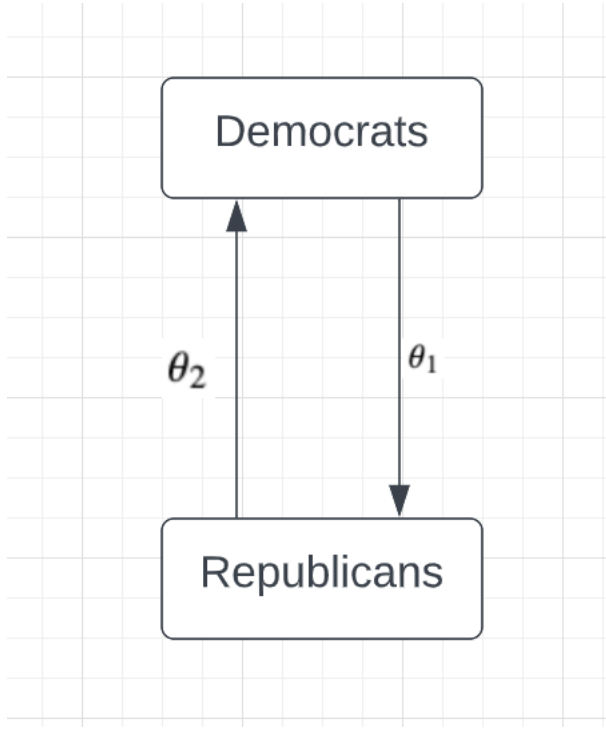 Democrats
θ₂
θ₁
Republicans